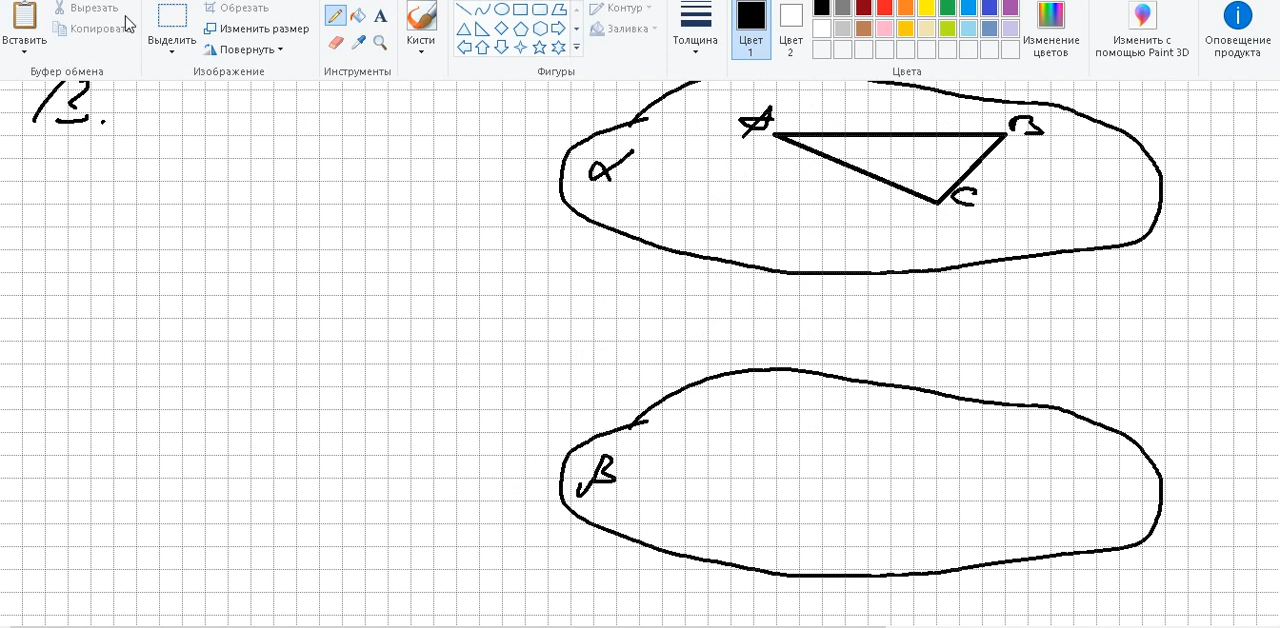 Вставить
Вырезать
Копировать
Буфер обмена
Выделить
Обрезать
Изменить размер
Повернуть
Изображение
A
Инструменты
Кисти
Контур
Заливка
Фигуры
Толщина
Цвет 1
Цвет 2
Цвета
Изменение цветов
Изменить с помощью Paint 3D
Оповещение продукта
A
B
α
C
β